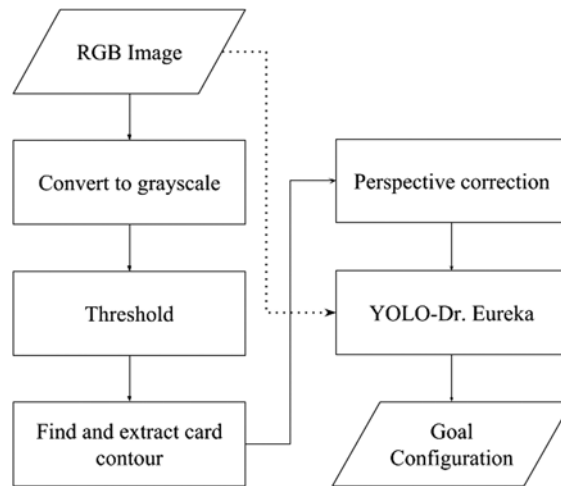 RGB Image
Convert to grayscale
Threshold
Find and extract card
contour
Perspective correction
YOLO-Dr. Eureka
Goal
Configuration